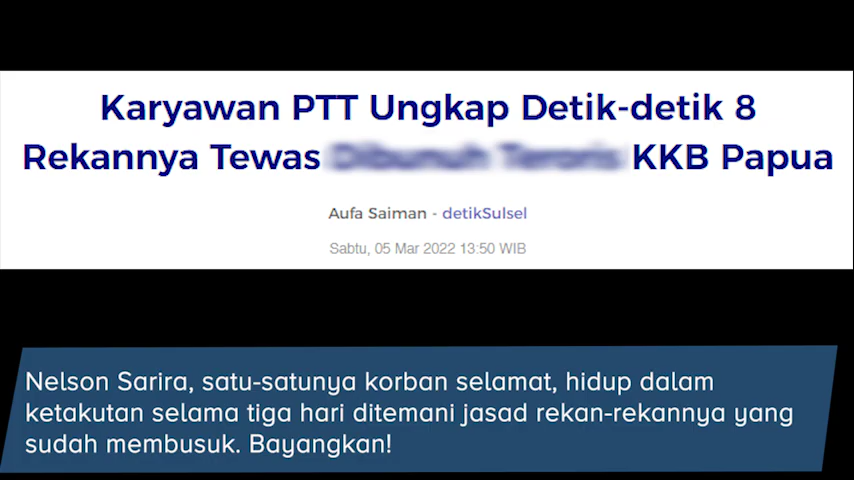 Karyawan PTT Ungkap Detik-detik 8
Rekannya Tewas KKB Papua
Aufa Saiman - detikSulsel
Sabtu, 05 Mar 2022 13:50 WIB
Nelson Sarira, satu-satunya korban selamat, hidup dalam
ketakutan selama tiga hari ditemani jasad rekan-rekannya yang
sudah membusuk. Bayangkan!